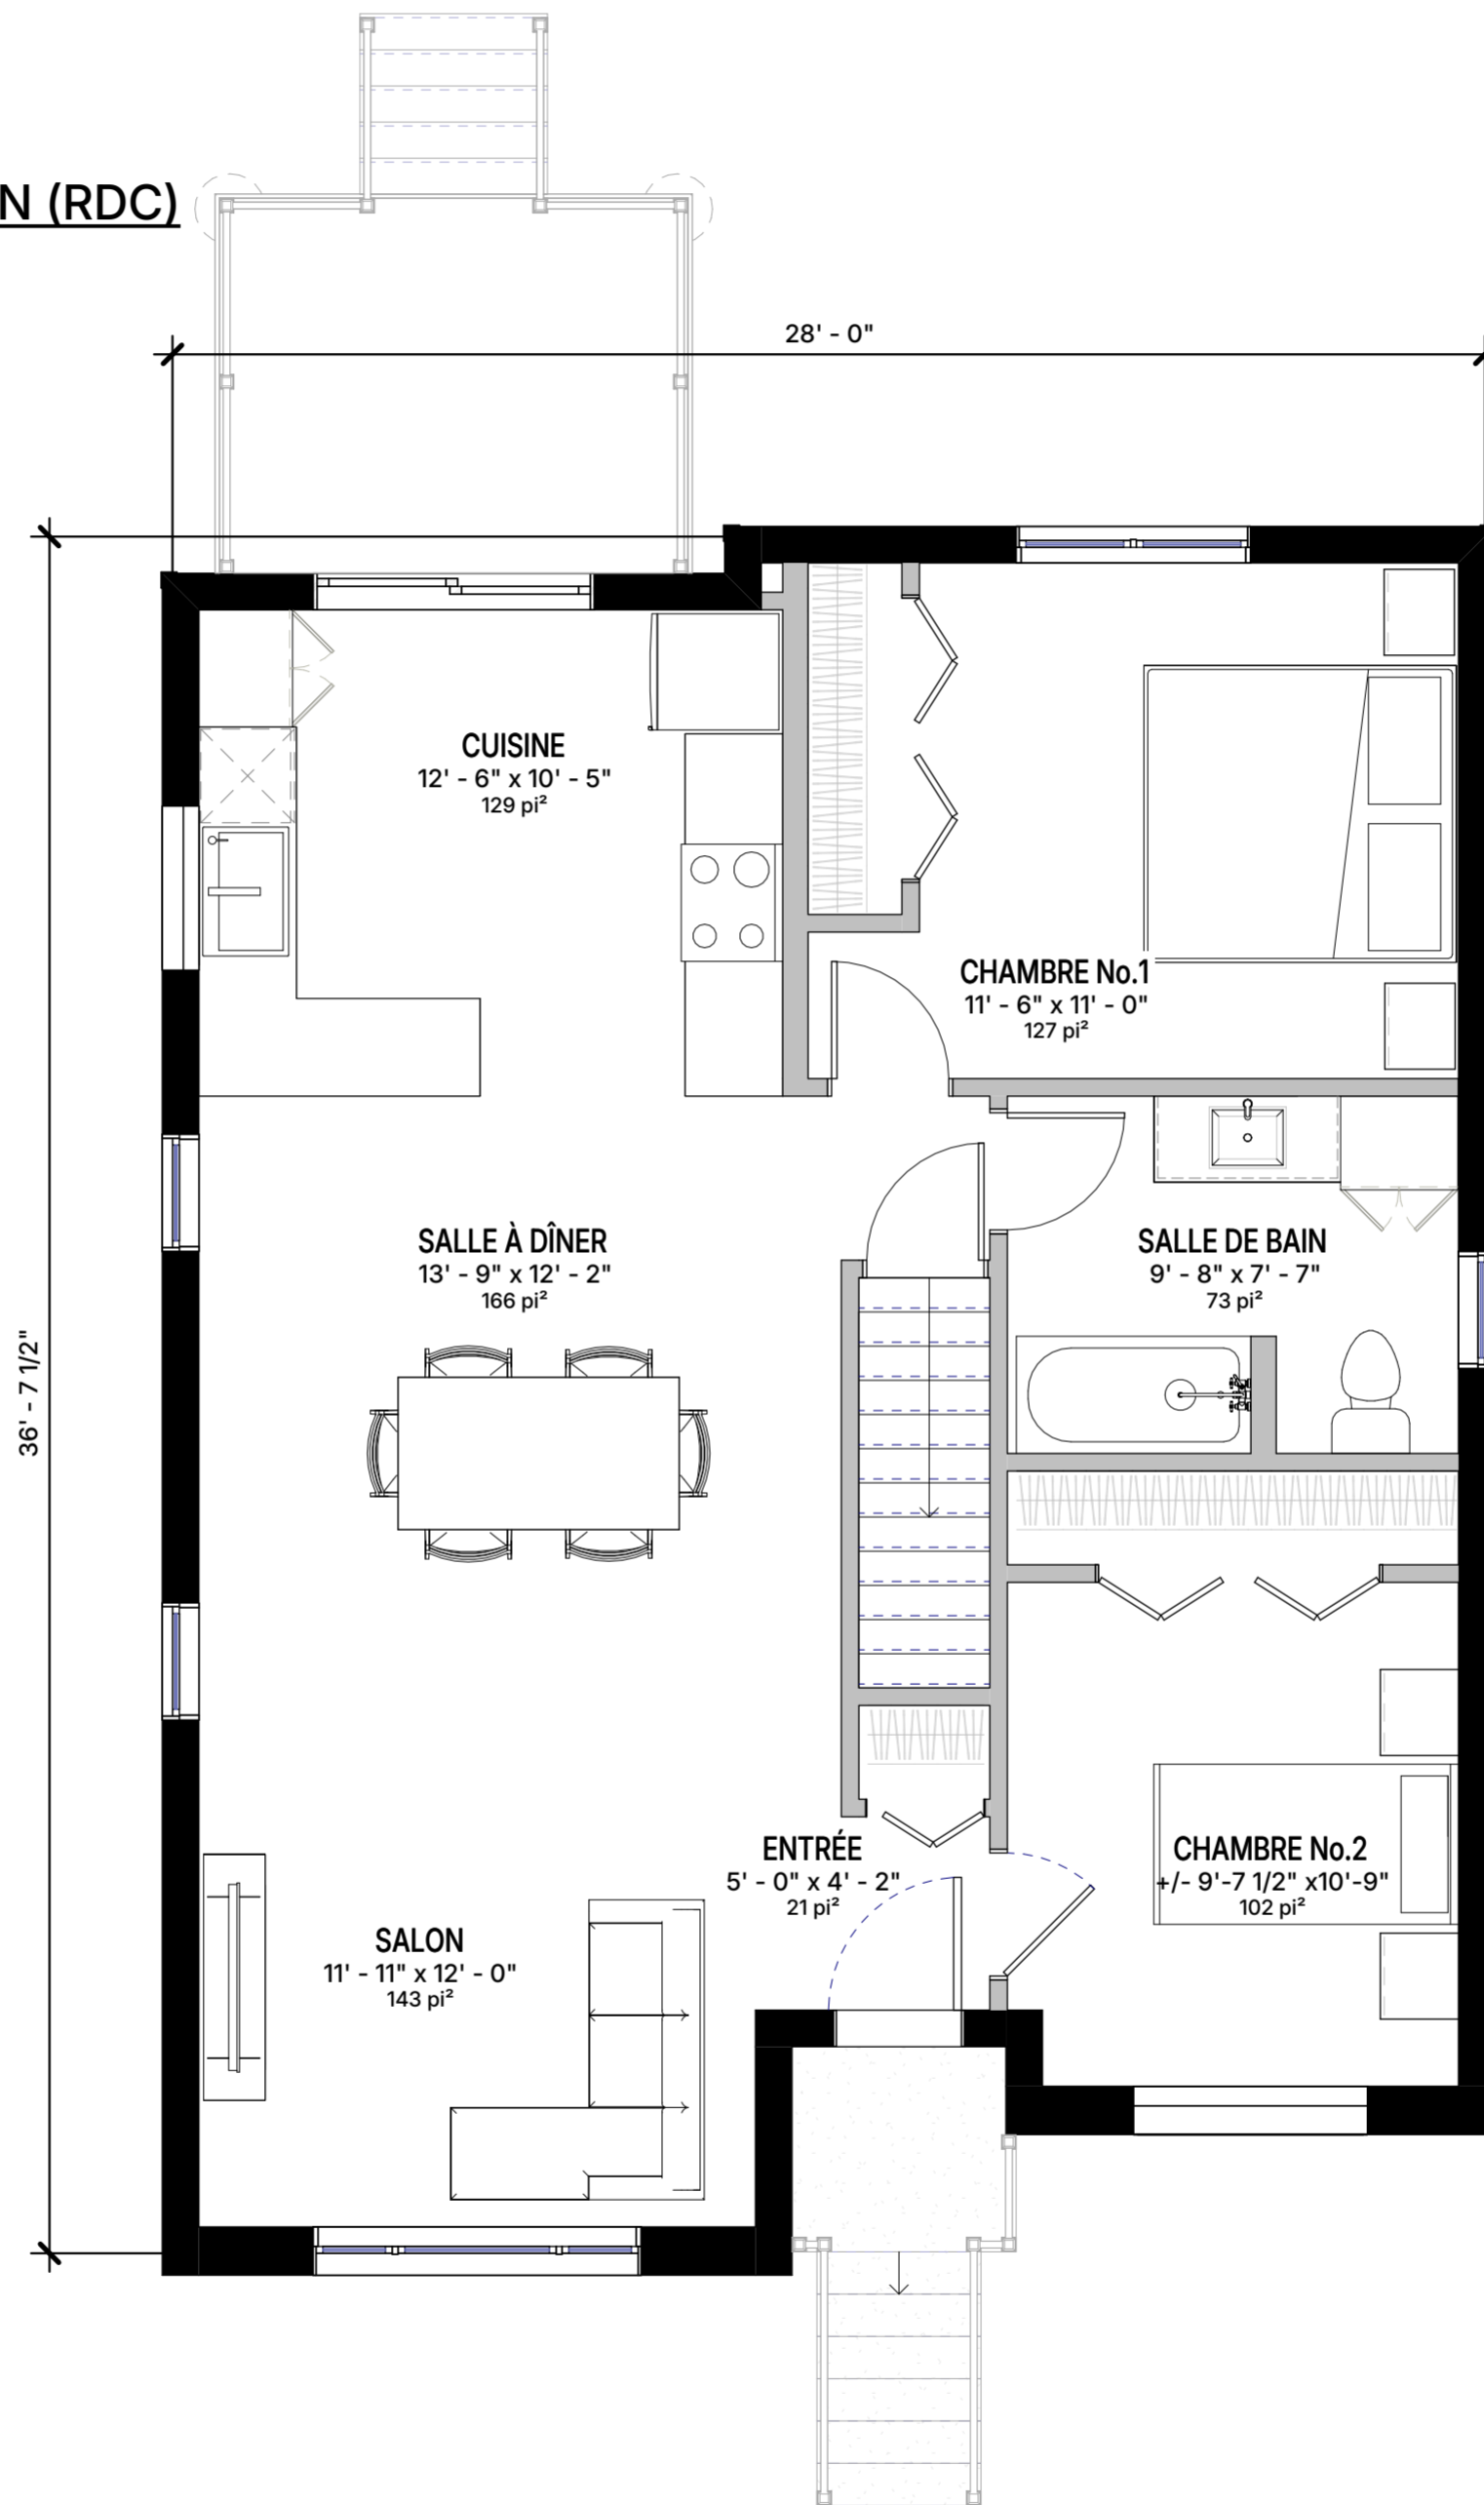 N (RDC)
28' - 0"
36' - 7 1/2"
CUISINE
12' - 6" x 10' - 5"
129 pi²
CHAMBRE No.1
11' - 6" x 11' - 0"
127 pi²
SALLE À DÎNER
13' - 9" x 12' - 2"
166 pi²
SALLE DE BAIN
9' - 8" x 7' - 7"
73 pi²
ENTRÉE
5' - 0" x 4' - 2"
21 pi²
CHAMBRE No.2
+/- 9'-7 1/2" x10'-9"
102 pi²
SALON
11' - 11" x 12' - 0"
143 pi²